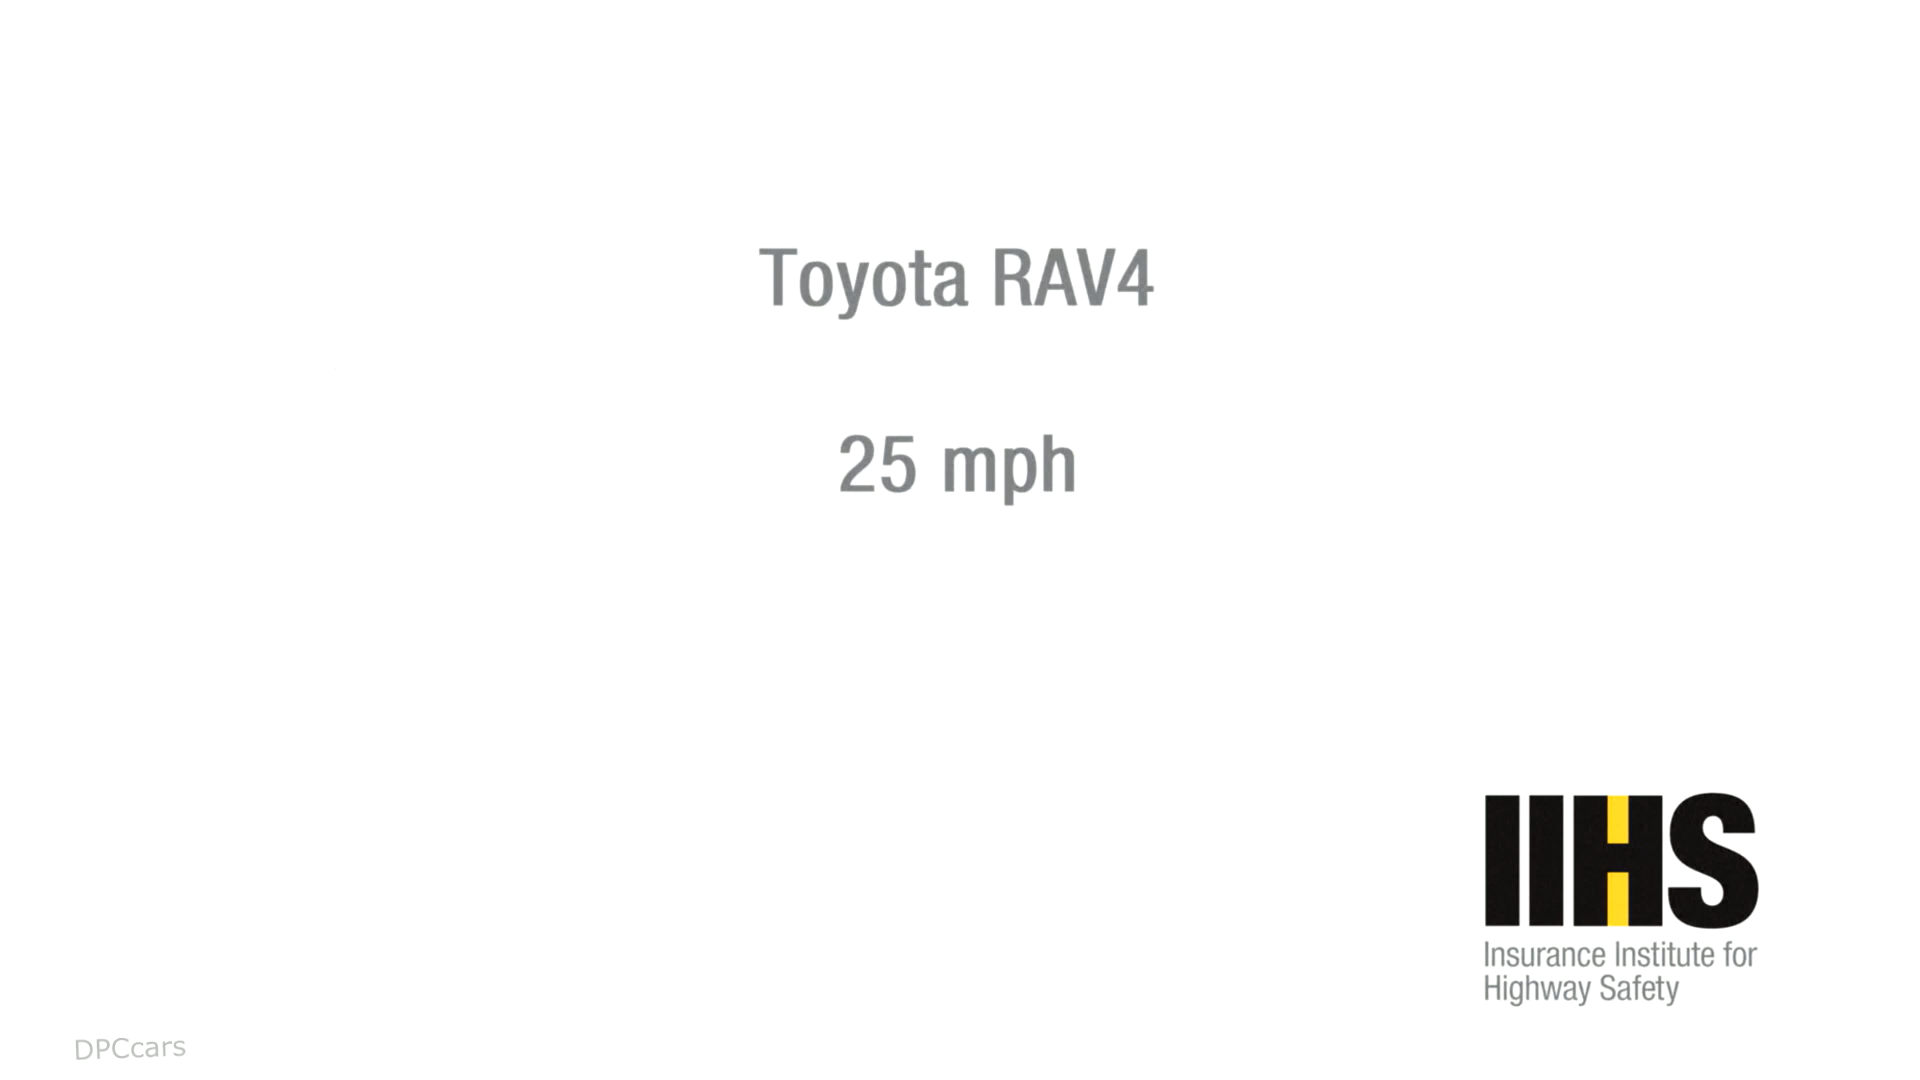 Toyota RAV4
25 mph
IIHS
Insurance Institute for
Highway Safety
DPCcars